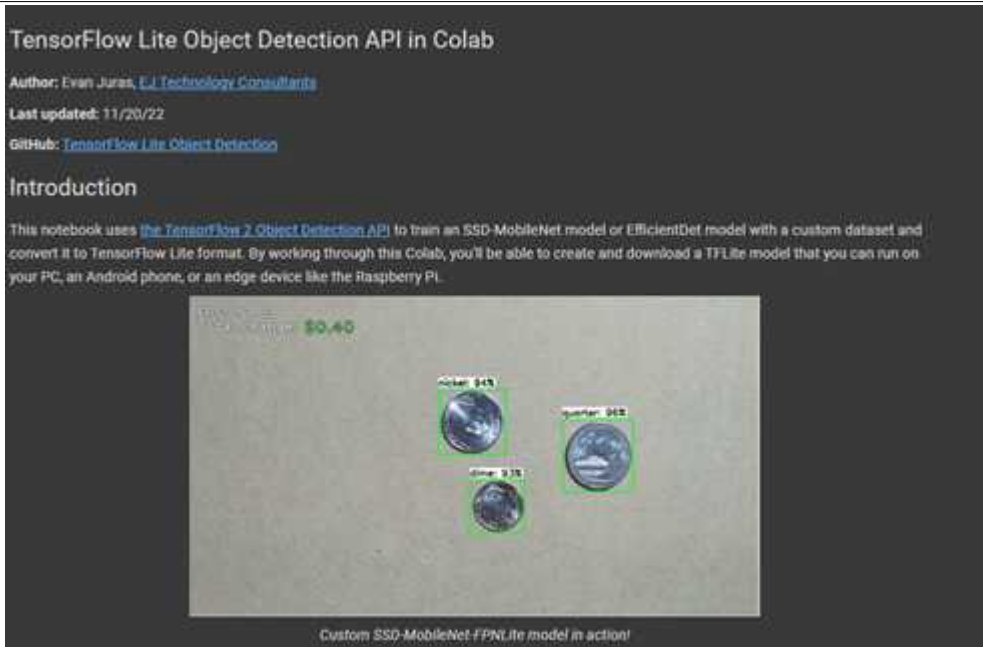 TensorFlow Lite Object Detection API in Colab
Author: Evan Juras, EJ Technology Consultants
Last updated: 11/20/22
GitHub: TensorFlow Lite Object Detection
Introduction
This notebook uses the TensorFlow 2 Object Detection API to train an SSD-MobileNet model or EfficientDet model with a custom dataset and
convert it to TensorFlow Lite format. By working through this Colab, you'll be able to create and download a TFLite model that you can run on
your PC, an Android phone, or an edge device like the Raspberry Pi.
$0.40
nickel: 94%
quarter: 96%
dime: 93%
Custom SSD-MobileNet-FPNLite model in action!